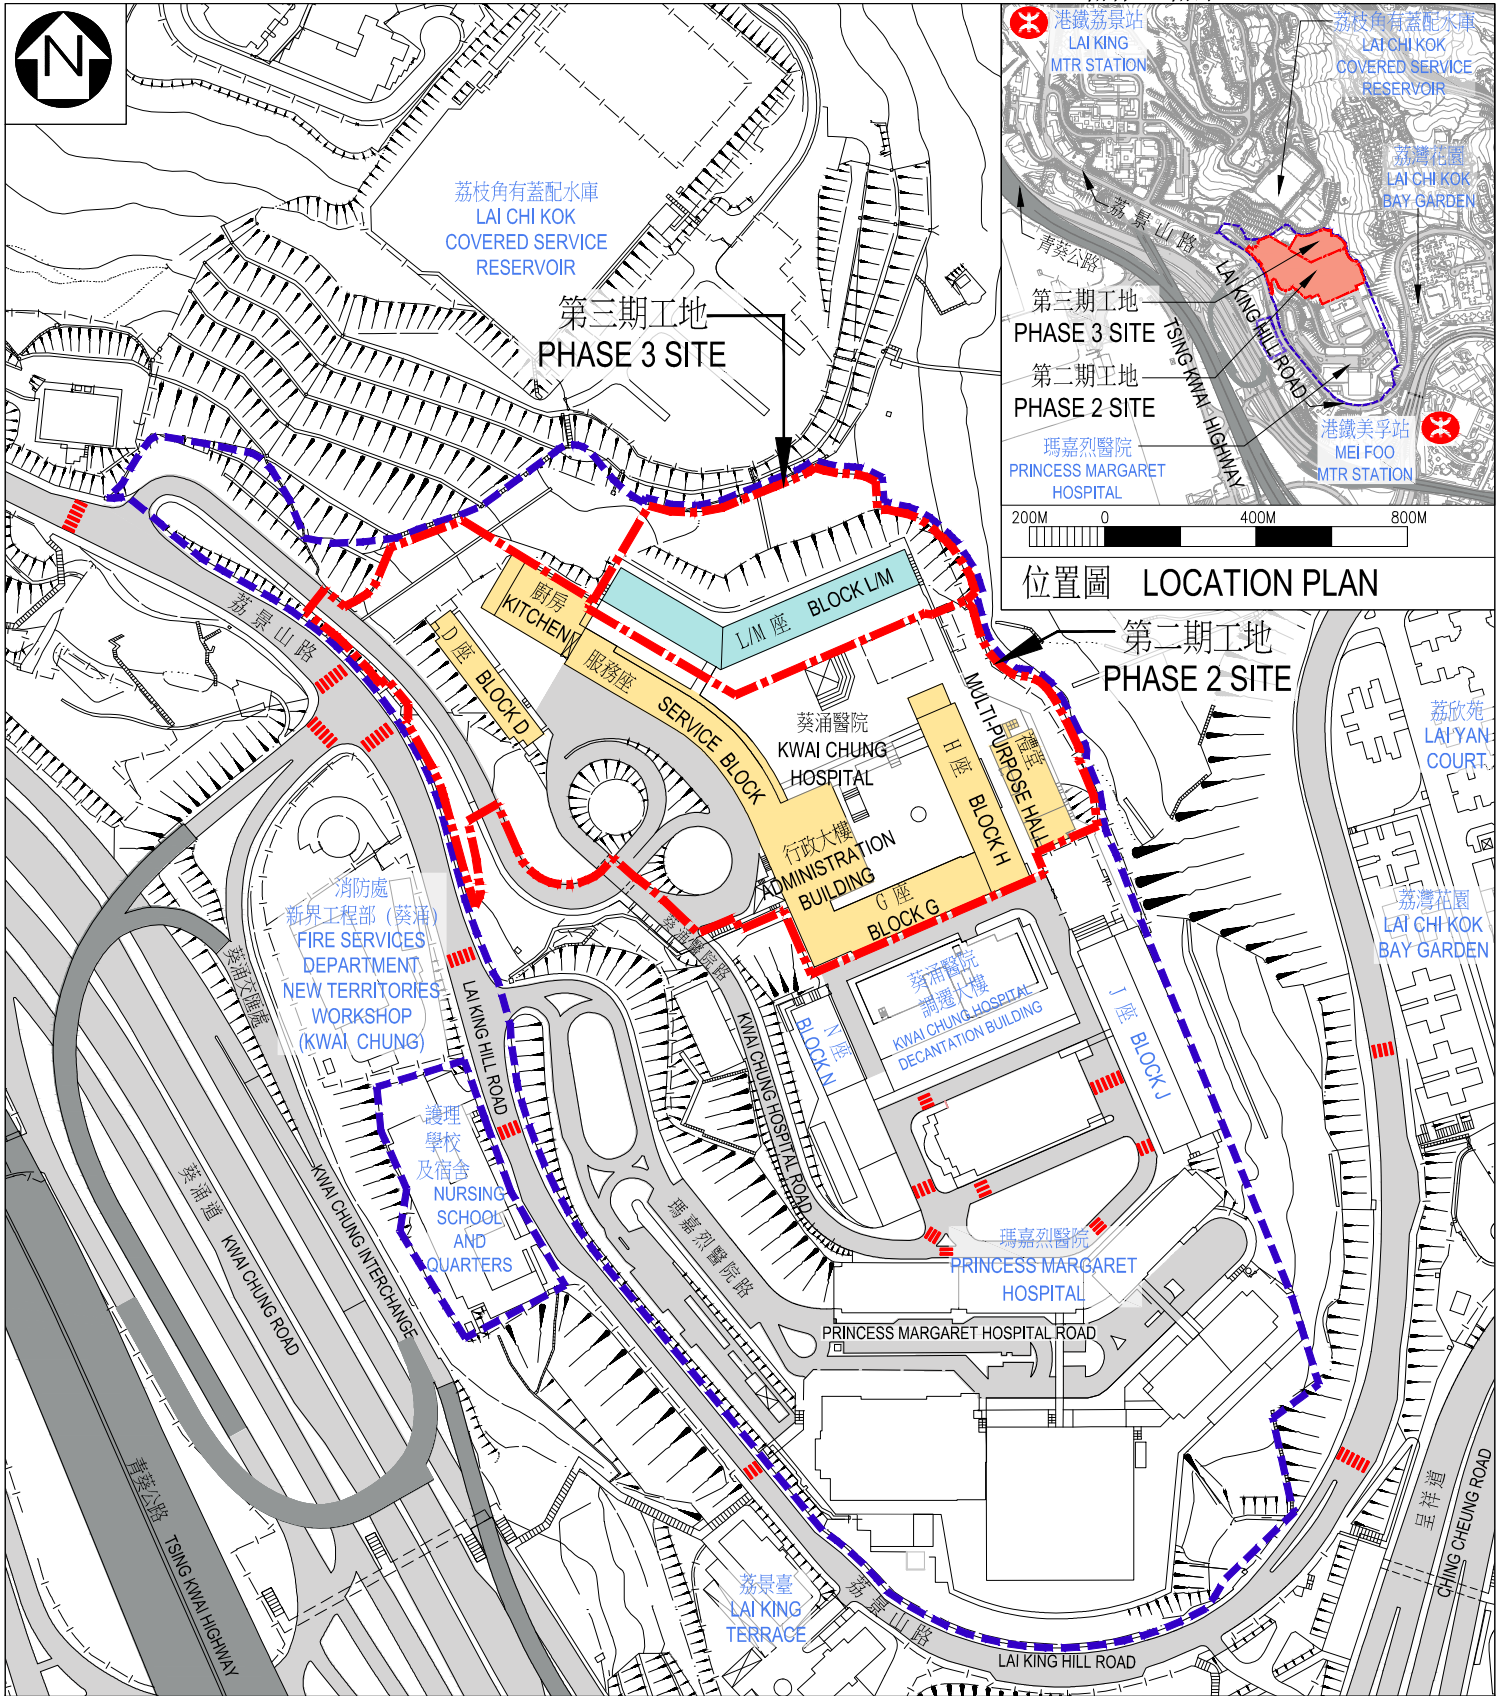 N
荔枝角有蓋配水庫
LAI CHI KOK
COVERED SERVICE
RESERVOIR
第三期工地
PHASE 3 SITE
港鐵荔景站
LAI KING
MTR STATION
荔枝角有蓋配水庫
LAI CHI KOK
COVERED SERVICE
RESERVOIR
荔灣花園
LAI CHI KOK
BAY GARDEN
荔景山路
青葵公路
LAI KING HILL ROAD
TSING KWAI HIGHWAY
第三期工地
PHASE 3 SITE
第二期工地
PHASE 2 SITE
瑪嘉烈醫院
PRINCESS MARGARET
HOSPITAL
港鐵美孚站
MEI FOO
MTR STATION
200M 0 400M 800M
位置圖 LOCATION PLAN
第二期工地
PHASE 2 SITE
廚房
KITCHEN
L/M 座 BLOCK L/M
D 座 BLOCK D
服務座 SERVICE BLOCK
葵涌醫院
KWAI CHUNG
HOSPITAL
H 座 BLOCK H
禮堂
MULTI-PURPOSE HALL
行政大樓
ADMINISTRATION
BUILDING
G 座
BLOCK G
荔景山路
荔欣苑
LAI YAN
COURT
荔灣花園
LAI CHI KOK
BAY GARDEN
消防處
新界工程部 (葵涌)
FIRE SERVICES
DEPARTMENT
NEW TERRITORIES
WORKSHOP
(KWAI CHUNG)
葵涌交匯處
KWAI CHUNG INTERCHANGE
LAI KING HILL ROAD
葵涌醫院路
KWAI CHUNG HOSPITAL ROAD
葵涌醫院
調遷大樓
KWAI CHUNG HOSPITAL
DECANTATION BUILDING
N 座
BLOCK N
J 座 BLOCK J
護理
學校
及宿舍
NURSING
SCHOOL
AND
QUARTERS
葵涌道 KWAI CHUNG ROAD
瑪嘉烈醫院路
瑪嘉烈醫院
PRINCESS MARGARET
HOSPITAL
PRINCESS MARGARET HOSPITAL ROAD
青葵公路 TSING KWAI HIGHWAY
荔景臺
LAI KING
TERRACE
荔景山路
LAI KING HILL ROAD
呈祥道
CHING CHEUNG ROAD